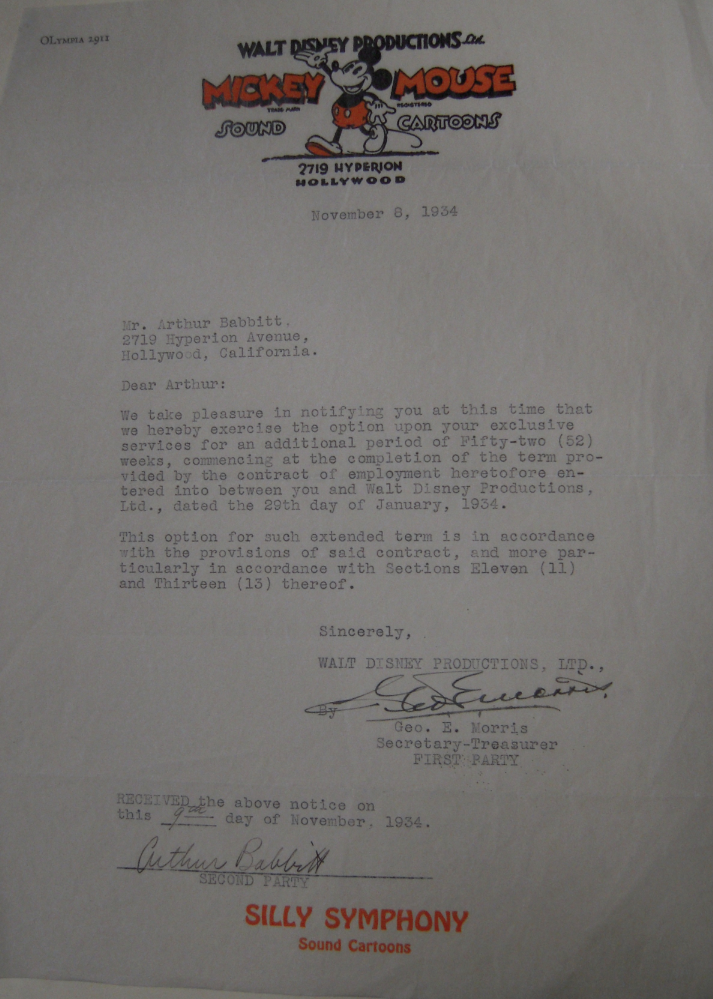 OLympia 1911
WALT DISNEY PRODUCTIONS LTD.
MICKEY MOUSE
TRADE MARK REGISTERED
SOUND CARTOONS
2719 HYPERION
HOLLYWOOD
November 8, 1934
Mr. Arthur Babbitt,
2719 Hyperion Avenue,
Hollywood, California.
Dear Arthur:
We take pleasure in notifying you at this time that
we hereby exercise the option upon your exclusive
services for an additional period of Fifty-two (52)
weeks, commencing at the completion of the term pro-
vided by the contract of employment heretofore en-
tered into between you and Walt Disney Productions,
Ltd., dated the 29th day of January, 1934.
This option for such extended term is in accordance
with the provisions of said contract, and more par-
ticularly in accordance with Sections Eleven (11)
and Thirteen (13) thereof.
Sincerely,
WALT DISNEY PRODUCTIONS, LTD.,
By Geo E Morris
Geo. E. Morris
Secretary-Treasurer
FIRST PARTY
RECEIVED the above notice on
this 9th day of November, 1934.
Arthur Babbitt
SECOND PARTY
SILLY SYMPHONY
Sound Cartoons